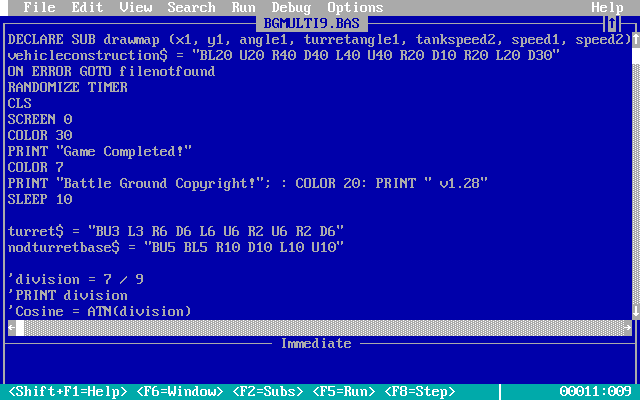 File Edit View Search Run Debug Options Help
BGMULTI9.BAS
DECLARE SUB drawmap (x1, y1, angle1, turretangle1, tankspeed2, speed1, speed2)
vehicleconstruction$ = "BL20 U20 R40 D40 L40 U40 R20 D10 R20 L20 D30"
ON ERROR GOTO filenotfound
RANDOMIZE TIMER
CLS
SCREEN 0
COLOR 30
PRINT "Game Completed!"
COLOR 7
PRINT "Battle Ground Copyright!"; : COLOR 20: PRINT " v1.28"
SLEEP 10
turret$ = "BU3 L3 R6 D6 L6 U6 R2 U6 R2 D6"
nodturretbase$ = "BU5 BL5 R10 D10 L10 U10"
'division = 7 / 9
'PRINT division
'Cosine = ATN(division)
Immediate
<Shift+F1=Help> <F6=Window> <F2=Subs> <F5=Run> <F8=Step> 00011:009